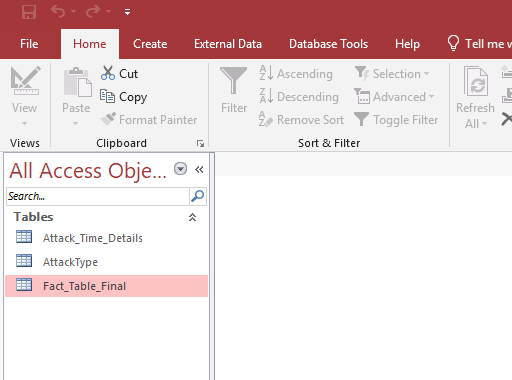 File Home Create External Data Database Tools Help Tell me w
View
Paste
Cut
Copy
Format Painter
Filter
Ascending
Descending
Remove Sort
Selection
Advanced
Toggle Filter
Refresh
All
Views Clipboard Sort & Filter
All Access Obje...
Search...
Tables
Attack_Time_Details
AttackType
Fact_Table_Final